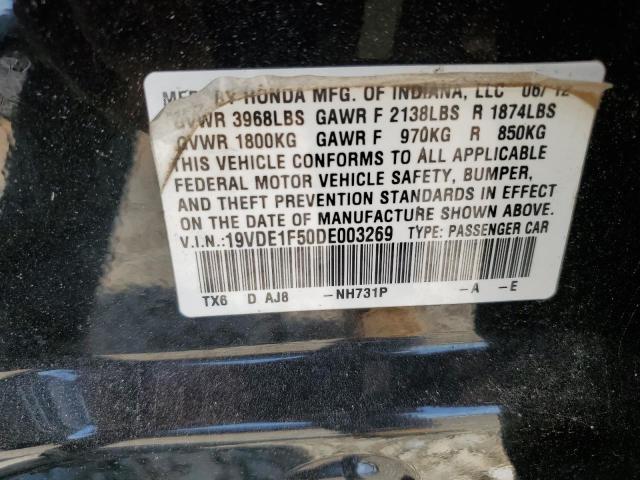 MFD BY HONDA MFG. OF INDIANA, LLC 06/12
GVWR 3968LBS GAWR F 2138LBS R 1874LBS
GVWR 1800KG GAWR F 970KG R 850KG
THIS VEHICLE CONFORMS TO ALL APPLICABLE
FEDERAL MOTOR VEHICLE SAFETY, BUMPER,
AND THEFT PREVENTION STANDARDS IN EFFECT
ON THE DATE OF MANUFACTURE SHOWN ABOVE.
V.I.N.:19VDE1F50DE003269 TYPE: PASSENGER CAR
TX6 D AJ8 -NH731P -A -E